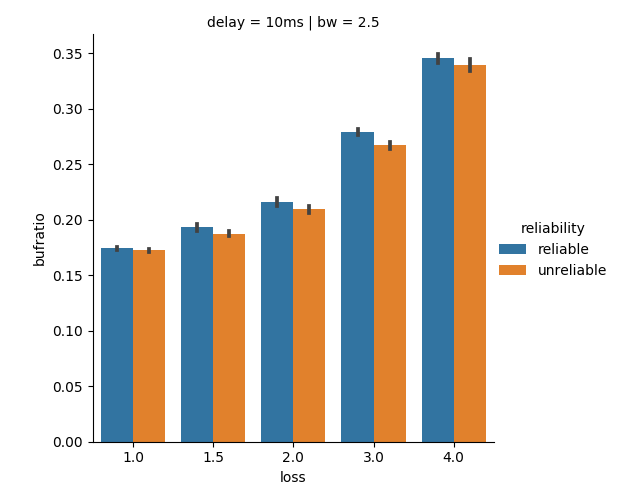 delay = 10ms | bw = 2.5
bufratio
0.35
0.30
0.25
0.20
0.15
0.10
0.05
0.00
1.0 1.5 2.0 3.0 4.0
loss
reliability
reliable
unreliable